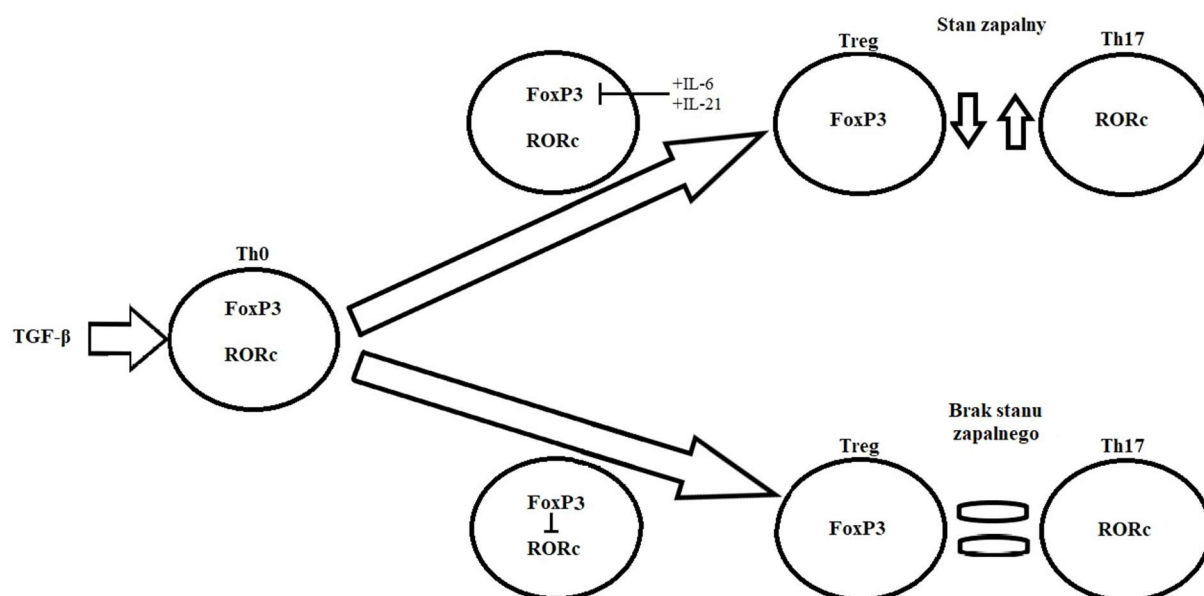 Stan zapalny
Treg
Th17
FoxP3
RORc
+IL-6
+IL-21
FoxP3
RORc
Th0
FoxP3
RORc
TGF-β
Brak stanu
zapalnego
Treg
Th17
FoxP3
RORc
FoxP3
RORc